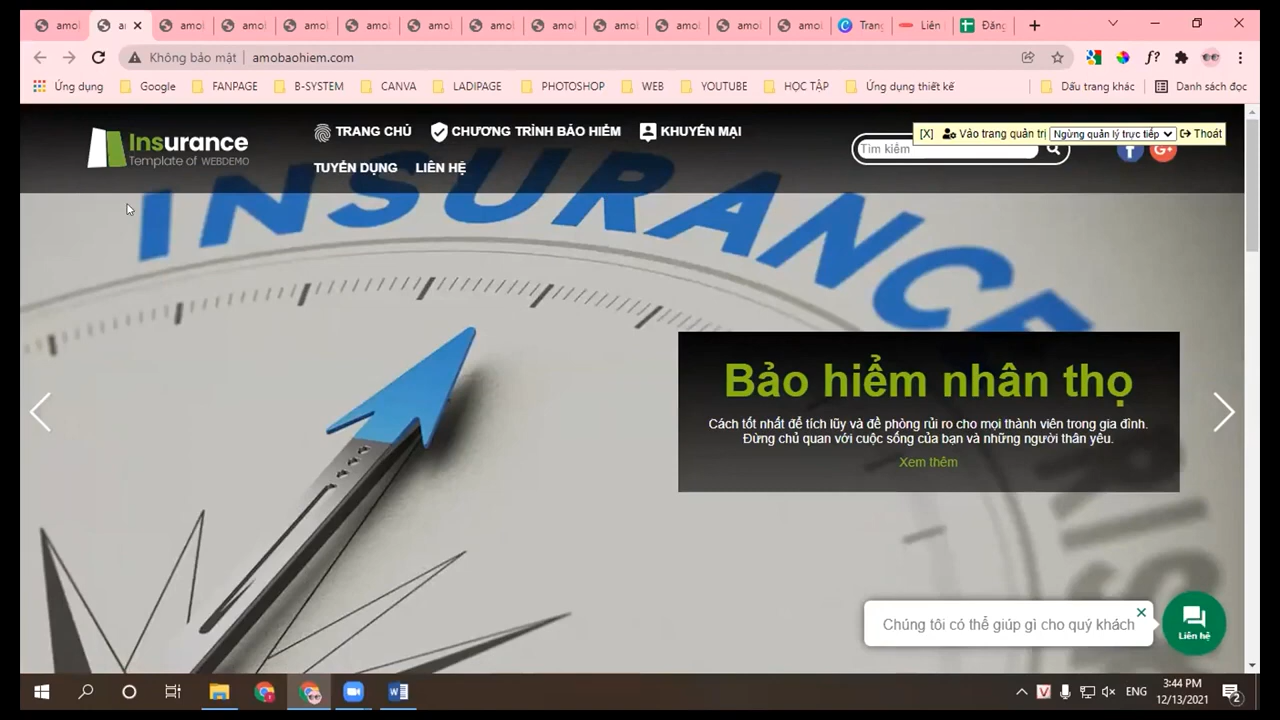 amo
a
amo
amo
amo
amo
amo
amo
amo
amo
amo
amo
amo
Tran
Liên
Đăn
Không bảo mật amobaohiem.com
Ứng dụng Google FANPAGE B-SYSTEM CANVA LADIPAGE PHOTOSHOP WEB YOUTUBE HỌC TẬP Ứng dụng thiết kế Dấu trang khác Danh sách đọc
Insurance
Template of WEBDEMO
TRANG CHỦ CHƯƠNG TRÌNH BẢO HIỂM KHUYẾN MẠI
TUYỂN DỤNG LIÊN HỆ
Tìm kiếm
[X] Vào trang quản trị Ngừng quản lý trực tiếp Thoát
INSURANCE
RISK
Bảo hiểm nhân thọ
Cách tốt nhất để tích lũy và đề phòng rủi ro cho mọi thành viên trong gia đình.
Đừng chủ quan với cuộc sống của bạn và những người thân yêu.
Xem thêm
Chúng tôi có thể giúp gì cho quý khách
Liên hệ
ENG
3:44 PM
12/13/2021
2